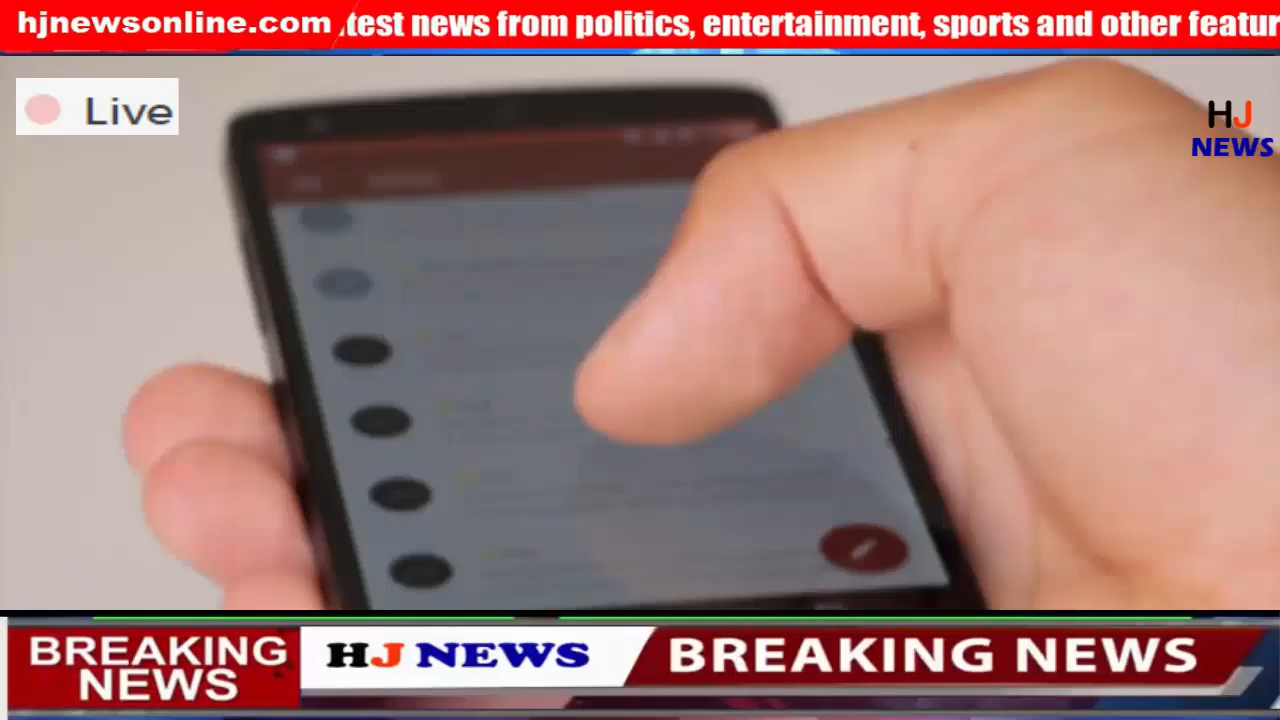 hjnewsonline.com
test news from politics, entertainment, sports and other featur
Live
HJ
NEWS
BREAKING
NEWS
HJ NEWS
BREAKING NEWS